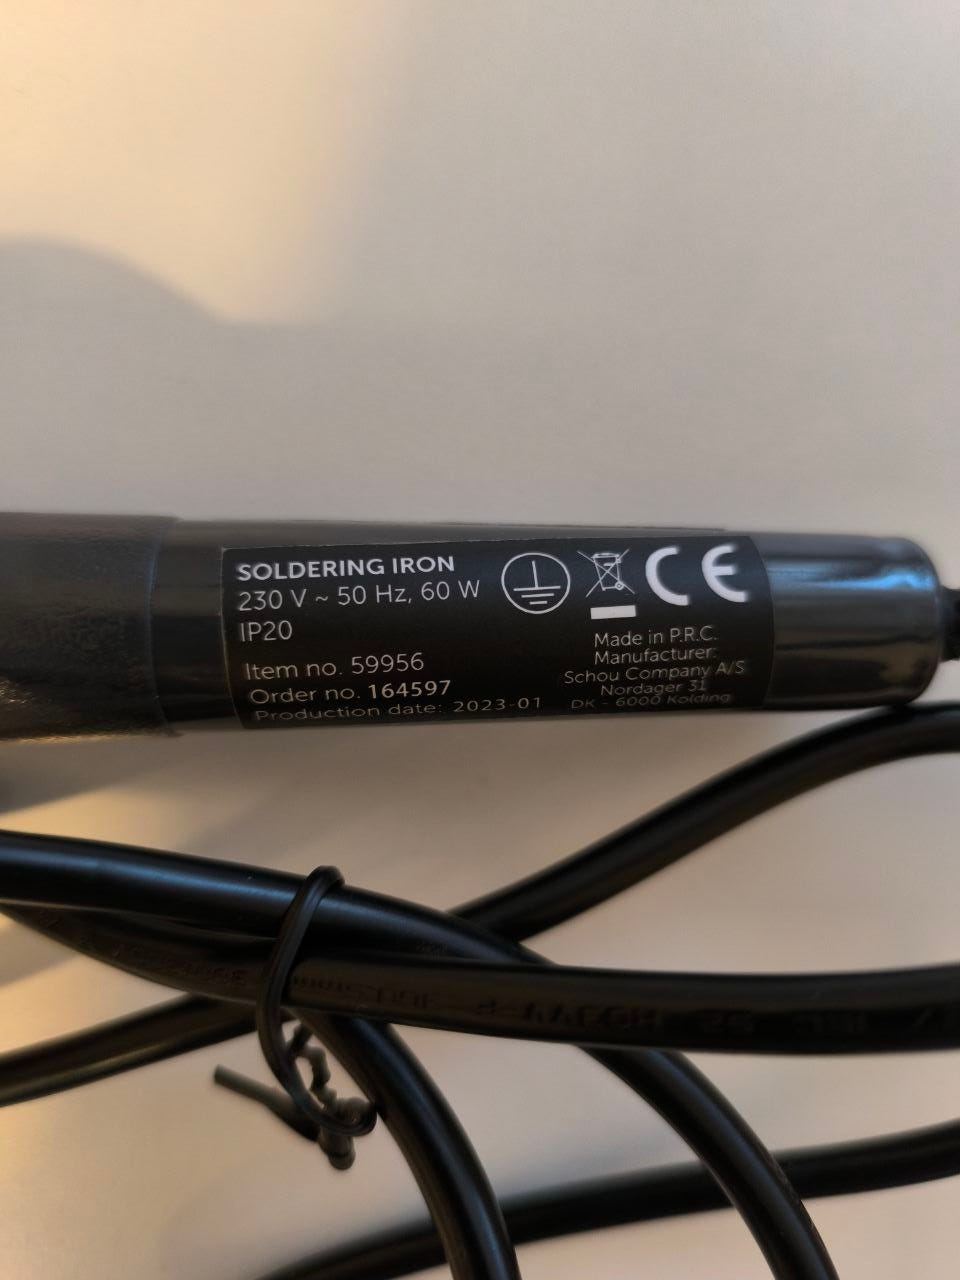 SOLDERING IRON
230 V ~ 50 Hz, 60 W
IP20
Item no. 59956
Order no. 164597
Production date: 2023-01
CE
Made in P.R.C.
Manufacturer:
Schou Company A/S
Nordager 31
DK - 6000 Kolding